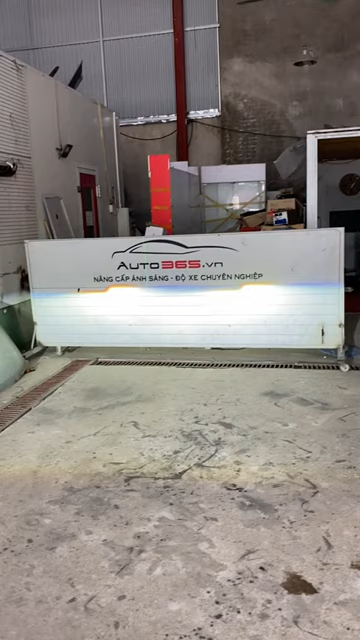 AUTO365.vn
NÂNG CẤP ÁNH SÁNG - ĐỘ XE CHUYÊN NGHIỆP